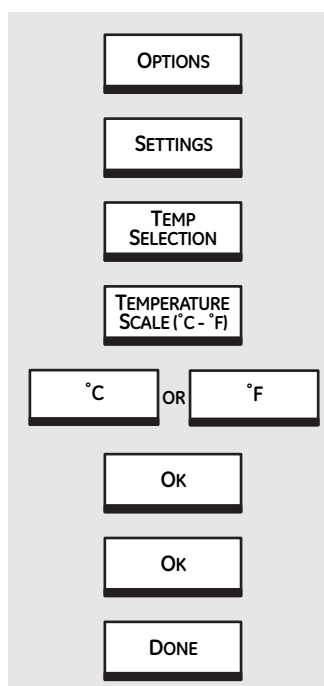 OPTIONS
SETTINGS
TEMP
SELECTION
TEMPERATURE
SCALE (˚C - ˚F)
˚C OR ˚F
OK
OK
DONE